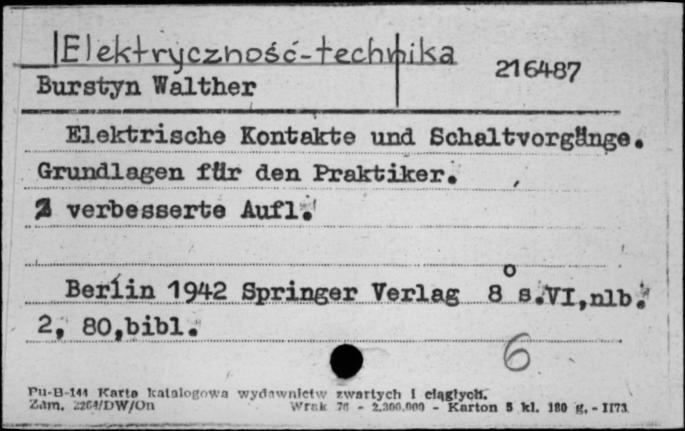 Elektryczność-technika
216487
Burstyn Walther
Elektrische Kontakte und Schaltvorgänge.
Grundlagen für den Praktiker.
2 verbesserte Aufl.
Berlin 1942 Springer Verlag 8° s.VI,nlb.
2, 80,bibl.
6
Pu-B-144 Karta katalogowa wydawnictw zwartych i ciągłych.
Zam. 2264/DW/On Wrak 76 - 2.300.000 - Karton 5 kl. 180 g. - 1173